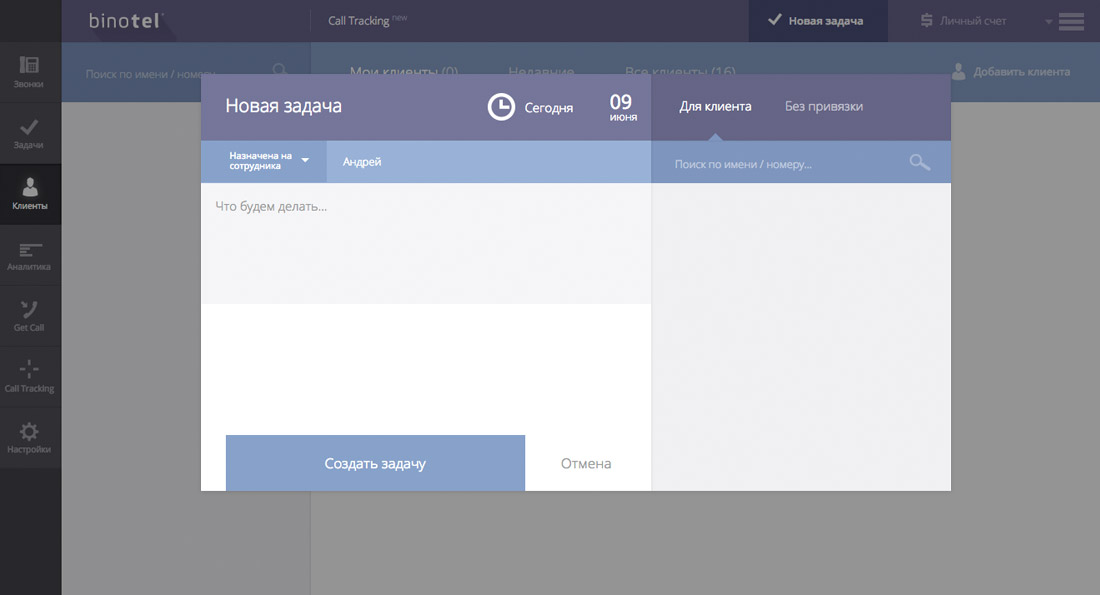 binotel
Call Tracking new
Новая задача
Личный счет
Поиск по имени / номеру...
Мои клиенты (0)
Недавние
Все клиенты (16)
Добавить клиента
Звонки
Задачи
Клиенты
Аналитика
Get Call
Call Tracking
Настройки
Новая задача
Сегодня
09
июня
Для клиента
Без привязки
Назначена на
сотрудника
Андрей
Поиск по имени / номеру...
Что будем делать...
Создать задачу
Отмена